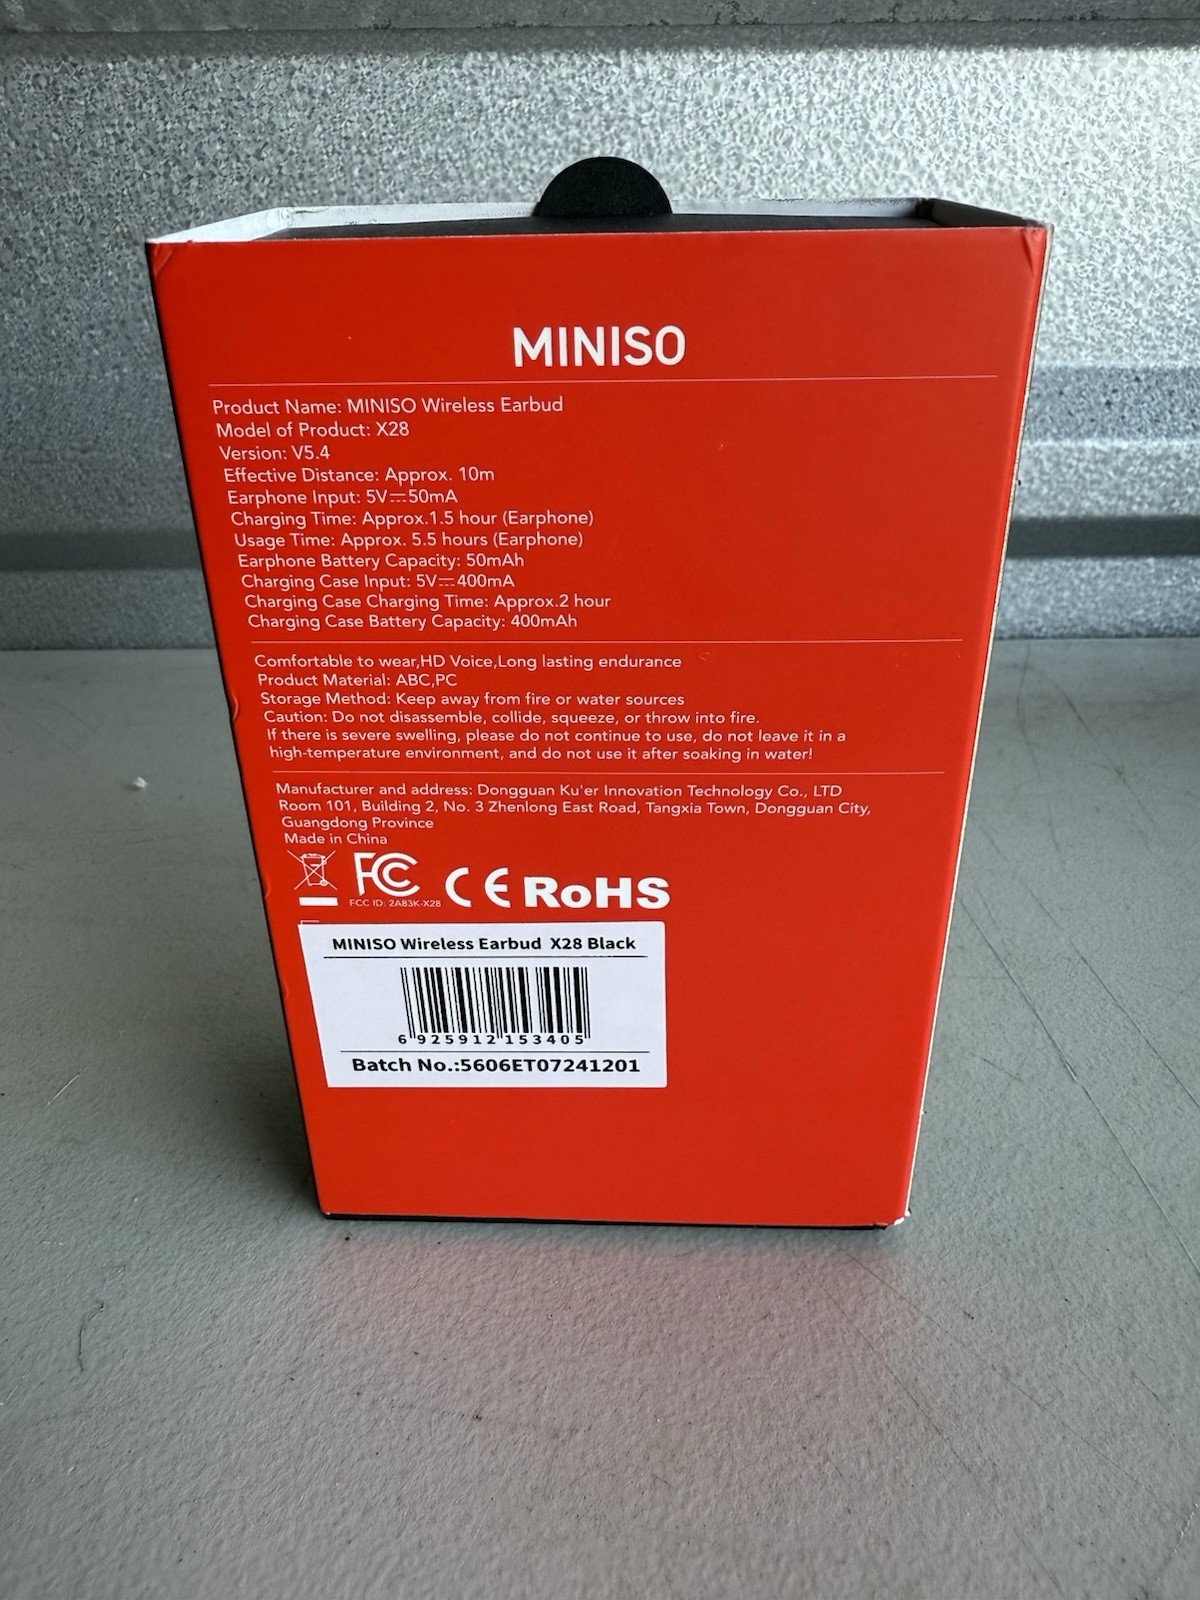 MINISO
Product Name: MINISO Wireless Earbud
Model of Product: X28
Version: V5.4
Effective Distance: Approx. 10m
Earphone Input: 5V⎓50mA
Charging Time: Approx.1.5 hour (Earphone)
Usage Time: Approx. 5.5 hours (Earphone)
Earphone Battery Capacity: 50mAh
Charging Case Input: 5V⎓400mA
Charging Case Charging Time: Approx.2 hour
Charging Case Battery Capacity: 400mAh
Comfortable to wear,HD Voice,Long lasting endurance
Product Material: ABC,PC
Storage Method: Keep away from fire or water sources
Caution: Do not disassemble, collide, squeeze, or throw into fire.
If there is severe swelling, please do not continue to use, do not leave it in a
high-temperature environment, and do not use it after soaking in water!
Manufacturer and address: Dongguan Ku'er Innovation Technology Co., LTD
Room 101, Building 2, No. 3 Zhenlong East Road, Tangxia Town, Dongguan City,
Guangdong Province
Made in China
FC CE RoHS
FCC ID: 2AB3K-X28
MINISO Wireless Earbud X28 Black
6 925912 153405
Batch No.:5606ET07241201